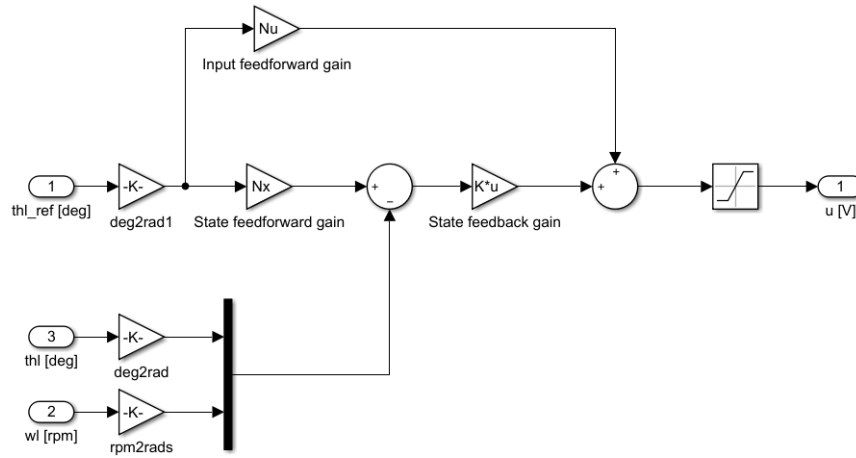 Nu
Input feedforward gain
1
thl_ref [deg]
-K-
deg2rad1
Nx
State feedforward gain
+
−
K*u
State feedback gain
+
+
1
u [V]
3
thl [deg]
-K-
deg2rad
2
wl [rpm]
-K-
rpm2rads